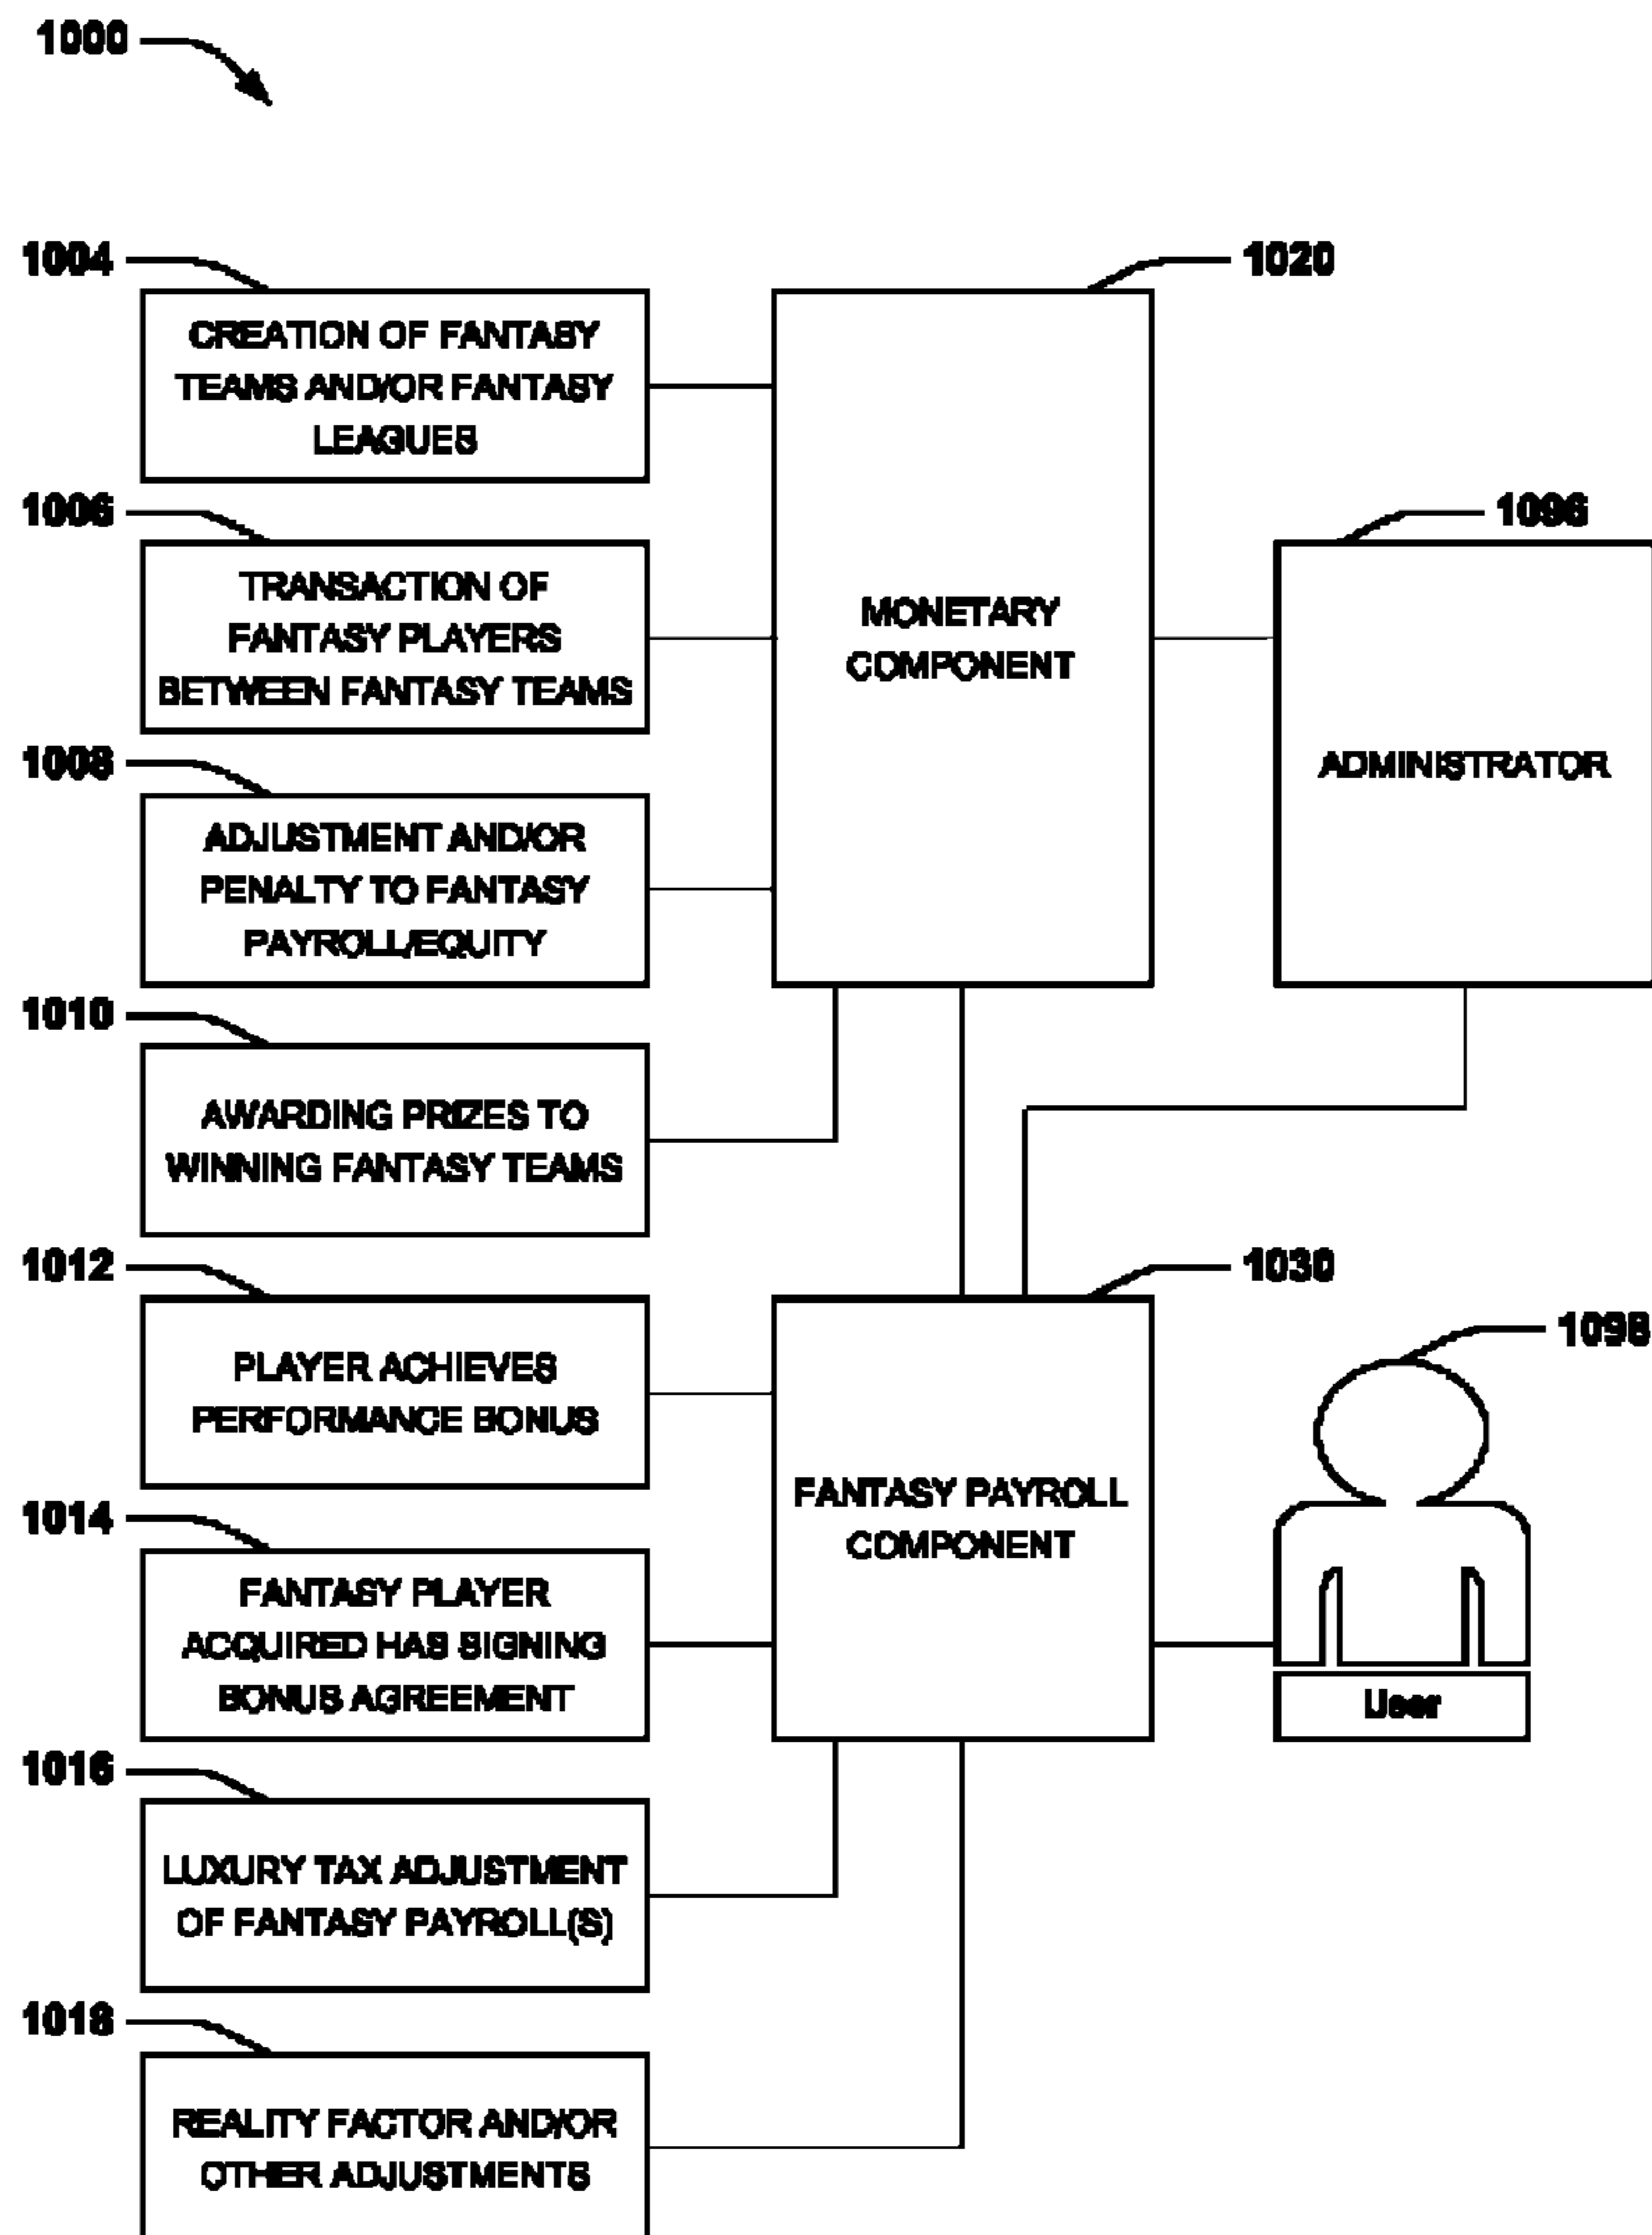 1000
1004
CREATION OF FANTASY
TEAMS AND/OR FANTASY
LEAGUES
1020
MONETARY
COMPONENT
1006
TRANSACTION OF
FANTASY PLAYERS
BETWEEN FANTASY TEAMS
1096
ADMINISTRATOR
1008
ADJUSTMENT AND/OR
PENALTY TO FANTASY
PAYROLL/EQUITY
1010
AWARDING PRIZES TO
WINNING FANTASY TEAMS
1012
PLAYER ACHIEVES
PERFORMANCE BONUS
1030
FANTASY PAYROLL
COMPONENT
1098
User
1014
FANTASY PLAYER
ACQUIRED HAS SIGNING
BONUS AGREEMENT
1016
LUXURY TAX ADJUSTMENT
OF FANTASY PAYROLL(S)
1018
REALITY FACTOR AND/OR
OTHER ADJUSTMENTS